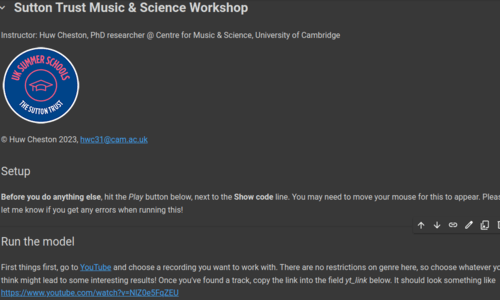 Sutton Trust Music & Science Workshop
Instructor: Huw Cheston, PhD researcher @ Centre for Music & Science, University of Cambridge
UK SUMMER SCHOOLS
THE SUTTON TRUST
© Huw Cheston 2023, hwc31@cam.ac.uk
Setup
Before you do anything else, hit the Play button below, next to the Show code line. You may need to move your mouse for this to appear. Pleas
let me know if you get any errors when running this!
Run the model
First things first, go to YouTube and choose a recording you want to work with. There are no restrictions on genre here, so choose whatever yo
think might lead to some interesting results! Once you've found a track, copy the link into the field yt_link below. It should look something like
https://www.youtube.com/watch?v=NlZ0e5FqZEU